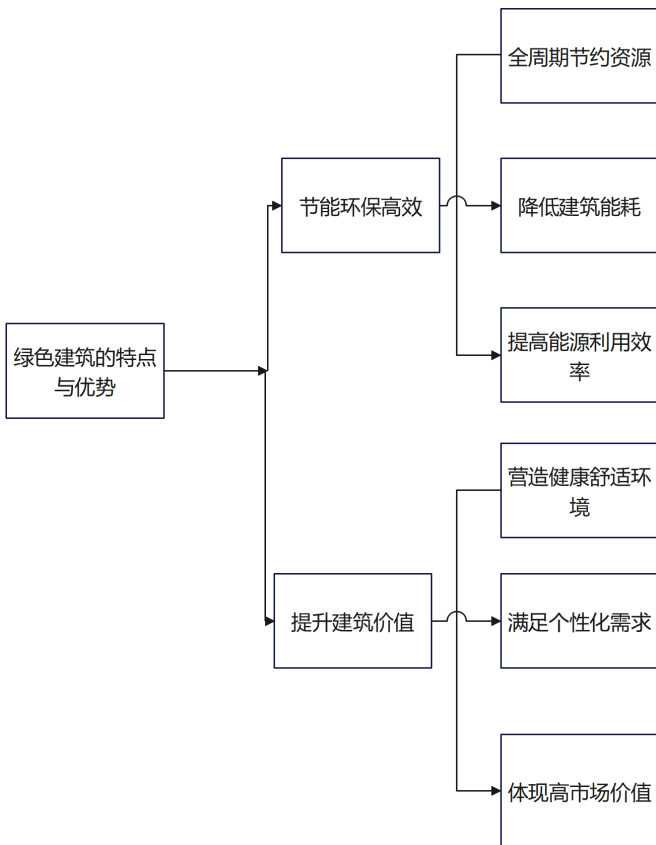 全周期节约资源
节能环保高效
降低建筑能耗
绿色建筑的特点
与优势
提高能源利用效
率
营造健康舒适环
境
提升建筑价值
满足个性化需求
体现高市场价值